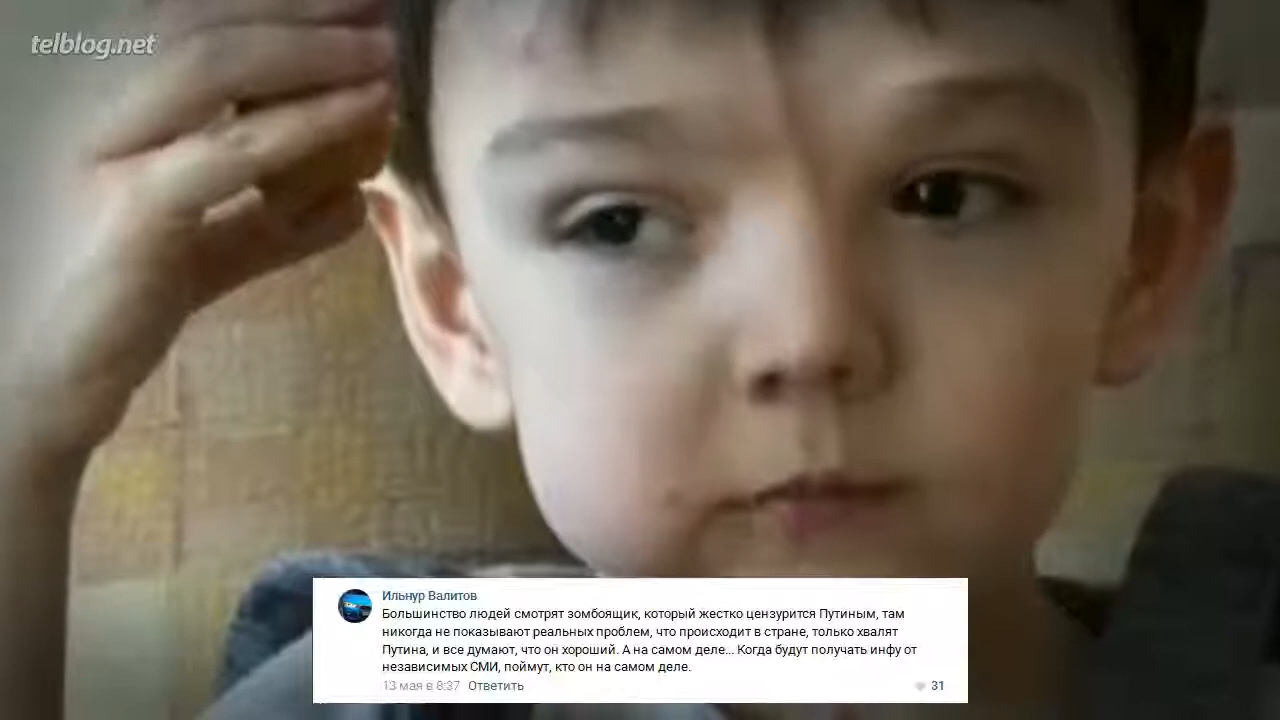 telblog.net
Ильнур Валитов
Большинство людей смотрят зомбоящик, который жестко цензурится Путиным, там
никогда не показывают реальных проблем, что происходит в стране, только хвалят
Путина, и все думают, что он хороший. А на самом деле... Когда будут получать инфу от
независимых СМИ, поймут, кто он на самом деле.
13 мая в 8:37 Ответить
31